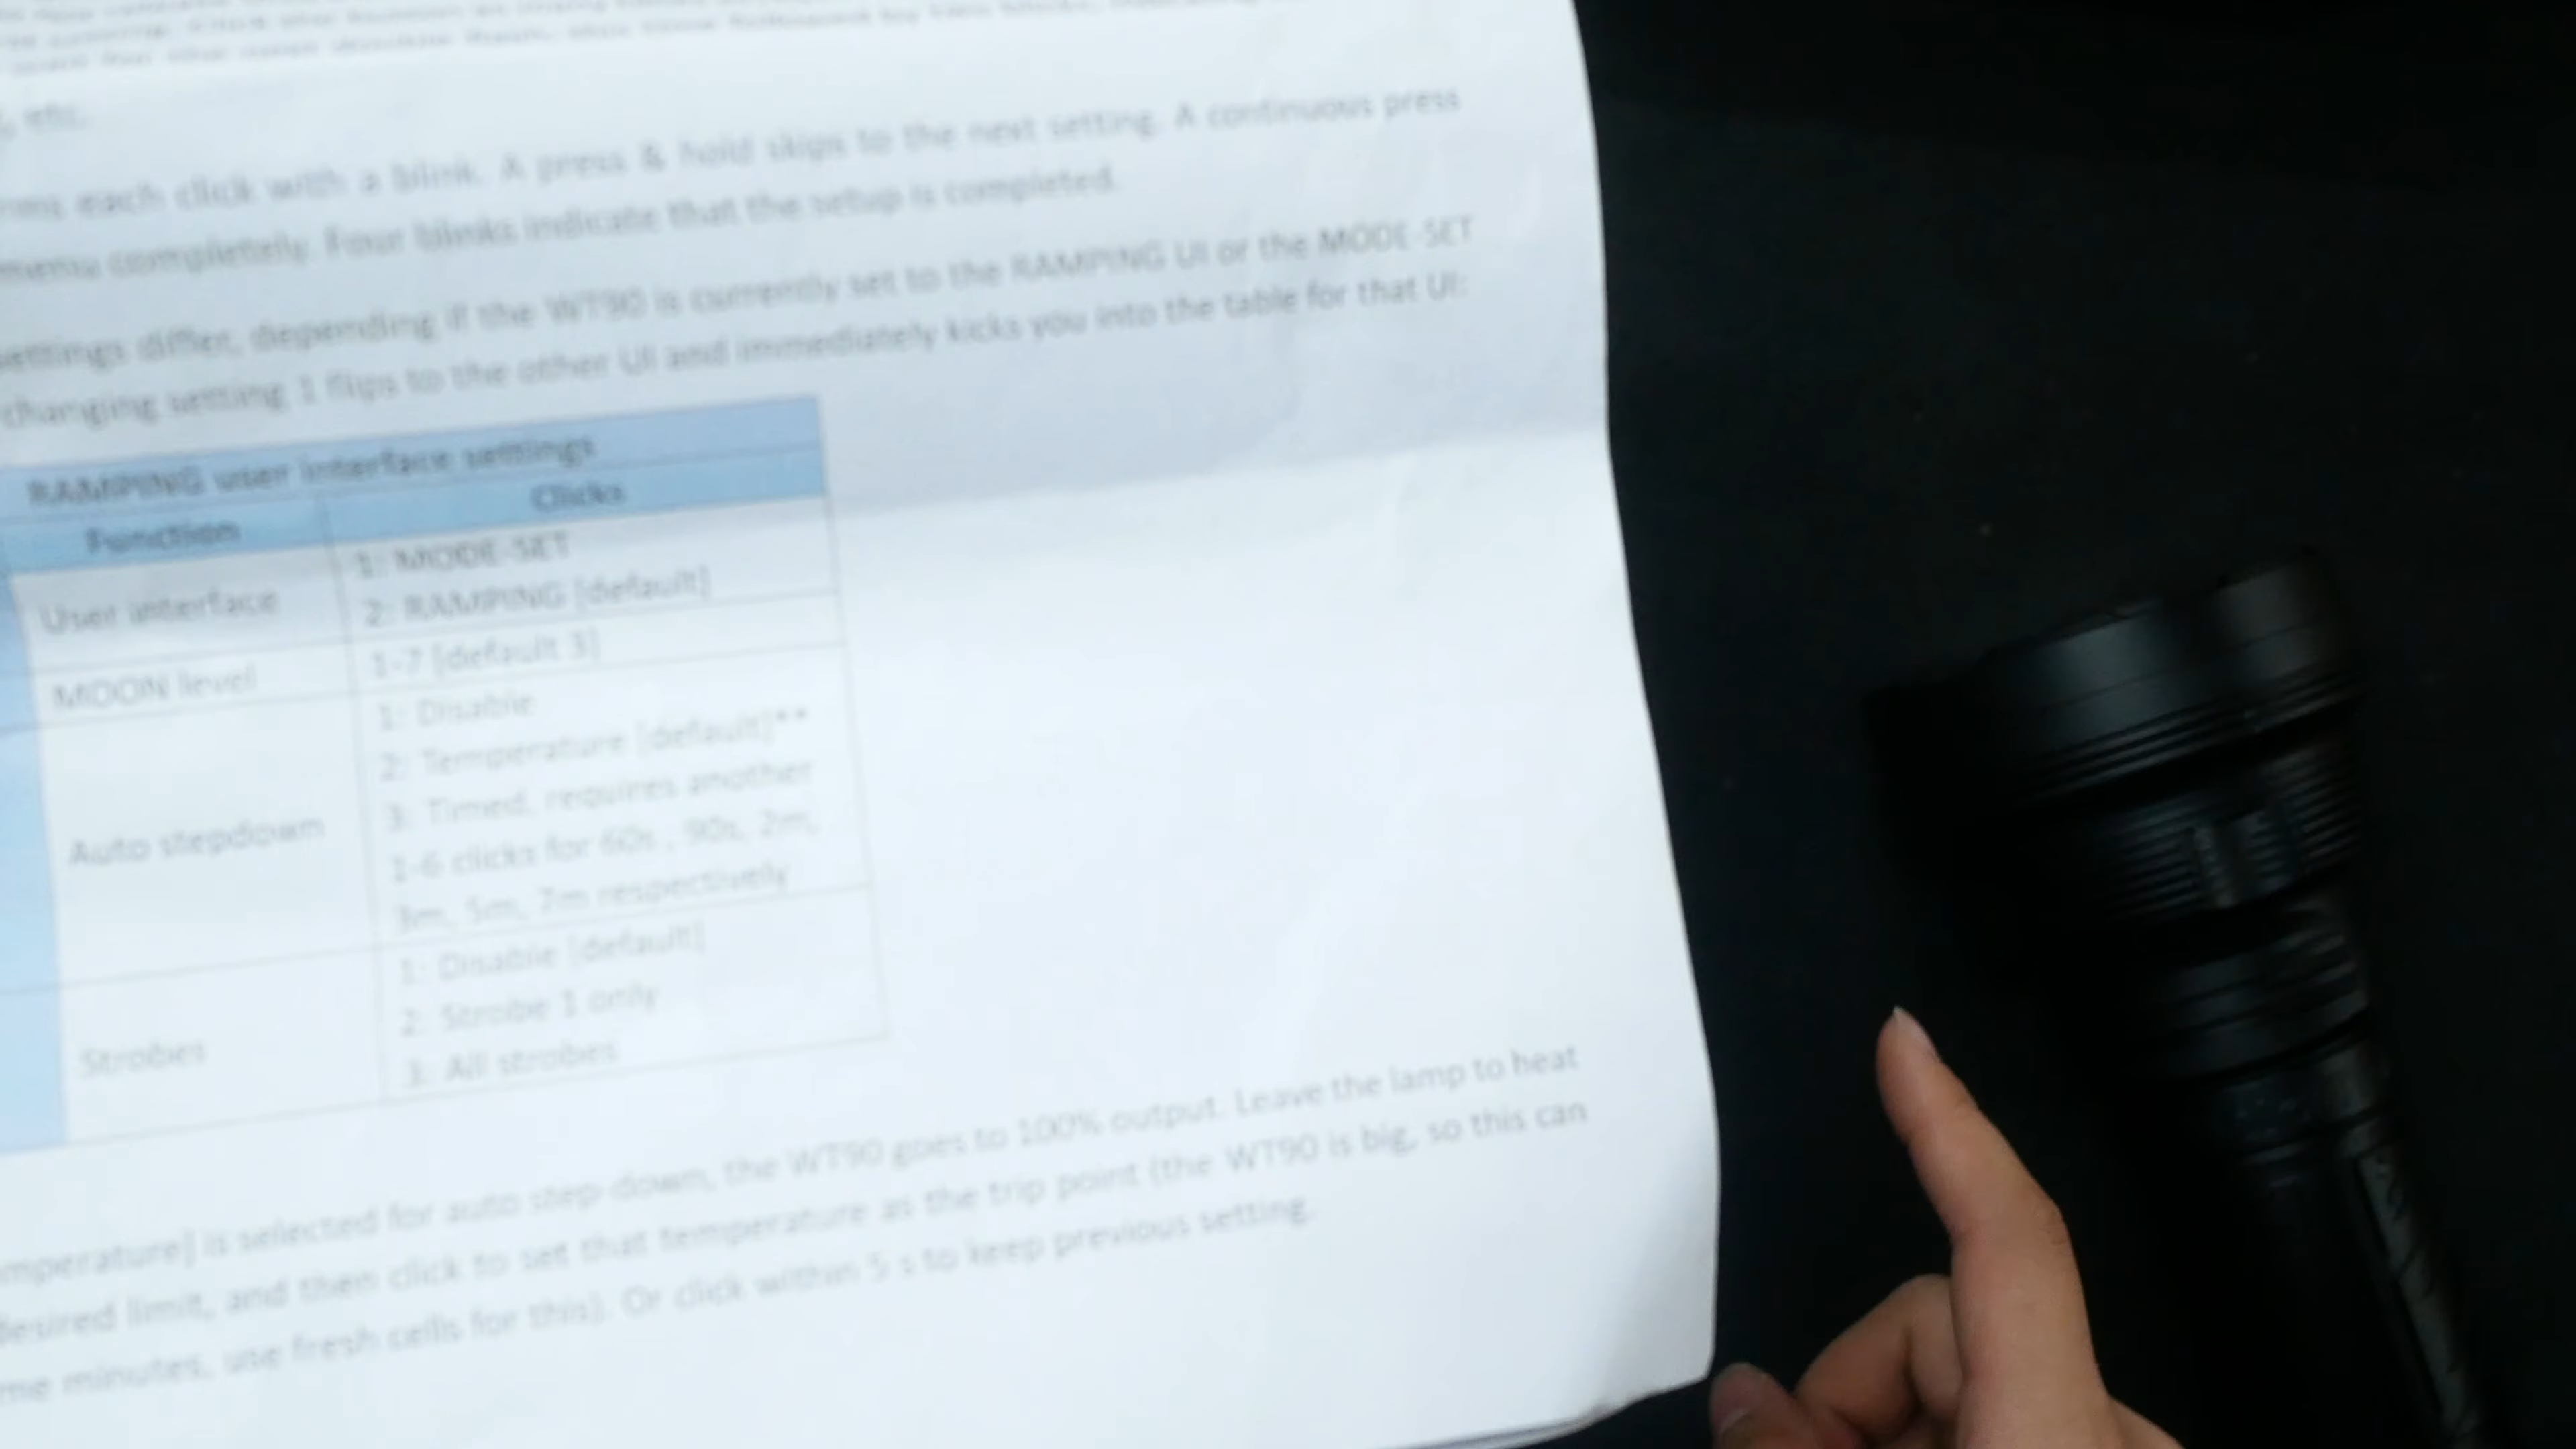 etc.
each click with a blink. A press & hold skips to the next setting. A continuous press
menu completely. Four blinks indicate that the setup is completed.
settings differ, depending if the WT90 is currently set to the RAMPING UI or the MODE-SET
changing setting 1 flips to the other UI and immediately kicks you into the table for that UI:
RAMPING user interface settings
Function Clicks
User interface
1: MODE-SET
2: RAMPING [default]
MOON level
1-7 [default 3]
Auto stepdown
1: Disable
2: Temperature [default]**
3: Timed, requires another
1-6 clicks for 60s , 90s, 2m,
3m, 5m, 7m respectively
Strobes
1: Disable [default]
2: Strobe 1 only
3: All strobes
is selected for auto step-down, the WT90 goes to 100% output. Leave the lamp to heat
desired limit, and then click to set that temperature as the trip point (the WT90 is big, so this can
minutes, use fresh cells for this). Or click within 5 s to keep previous setting.